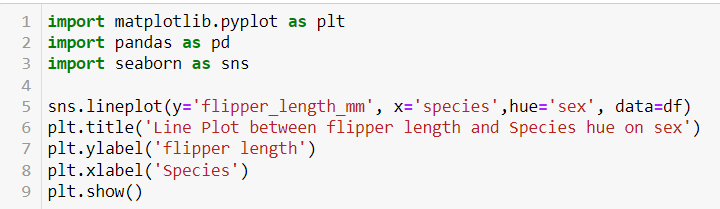 1 import matplotlib.pyplot as plt
2 import pandas as pd
3 import seaborn as sns
4
5 sns.lineplot(y='flipper_length_mm', x='species',hue='sex', data=df)
6 plt.title('Line Plot between flipper length and Species hue on sex')
7 plt.ylabel('flipper length')
8 plt.xlabel('Species')
9 plt.show()